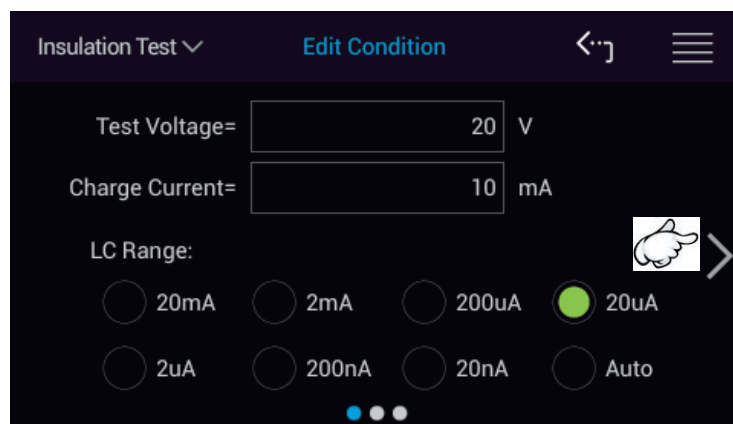 Insulation Test Edit Condition
Test Voltage= 20 V
Charge Current= 10 mA
LC Range:
20mA 2mA 200uA 20uA
2uA 200nA 20nA Auto